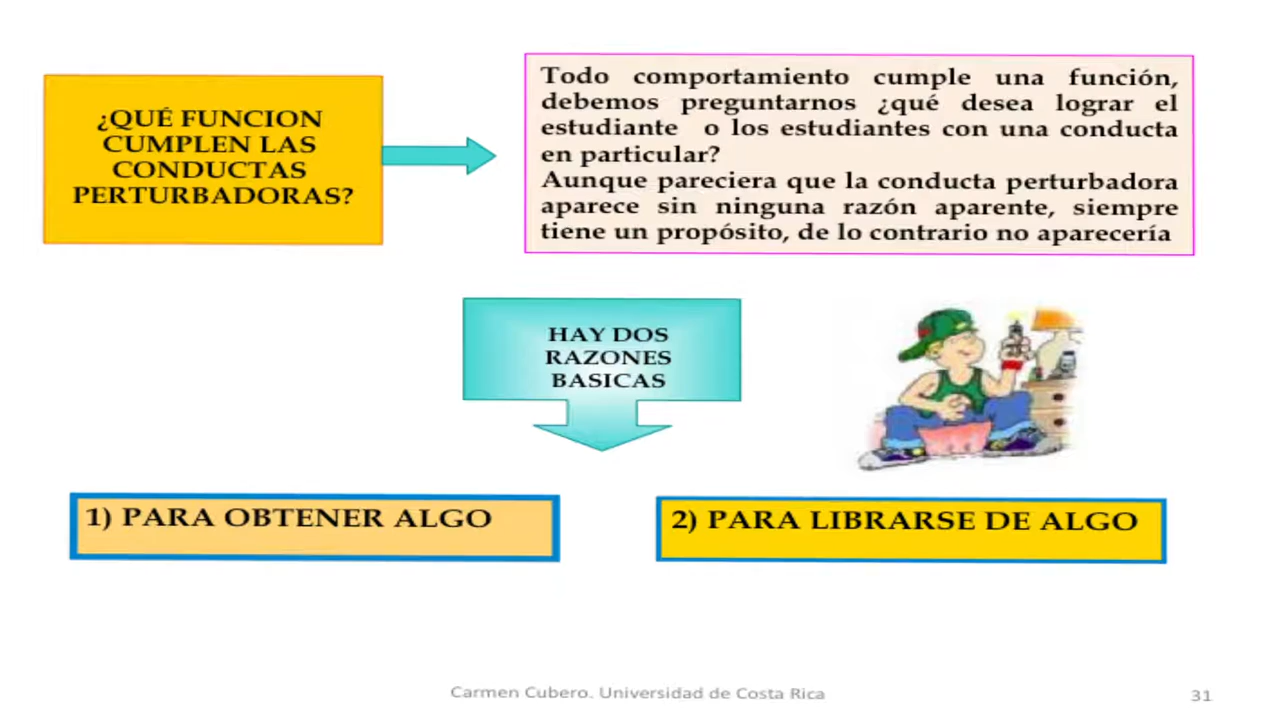 ¿QUÉ FUNCION
CUMPLEN LAS
CONDUCTAS
PERTURBADORAS?
Todo comportamiento cumple una función,
debemos preguntarnos ¿qué desea lograr el
estudiante o los estudiantes con una conducta
en particular?
Aunque pareciera que la conducta perturbadora
aparece sin ninguna razón aparente, siempre
tiene un propósito, de lo contrario no aparecería
HAY DOS
RAZONES
BASICAS
1) PARA OBTENER ALGO
2) PARA LIBRARSE DE ALGO
Carmen Cubero. Universidad de Costa Rica
31